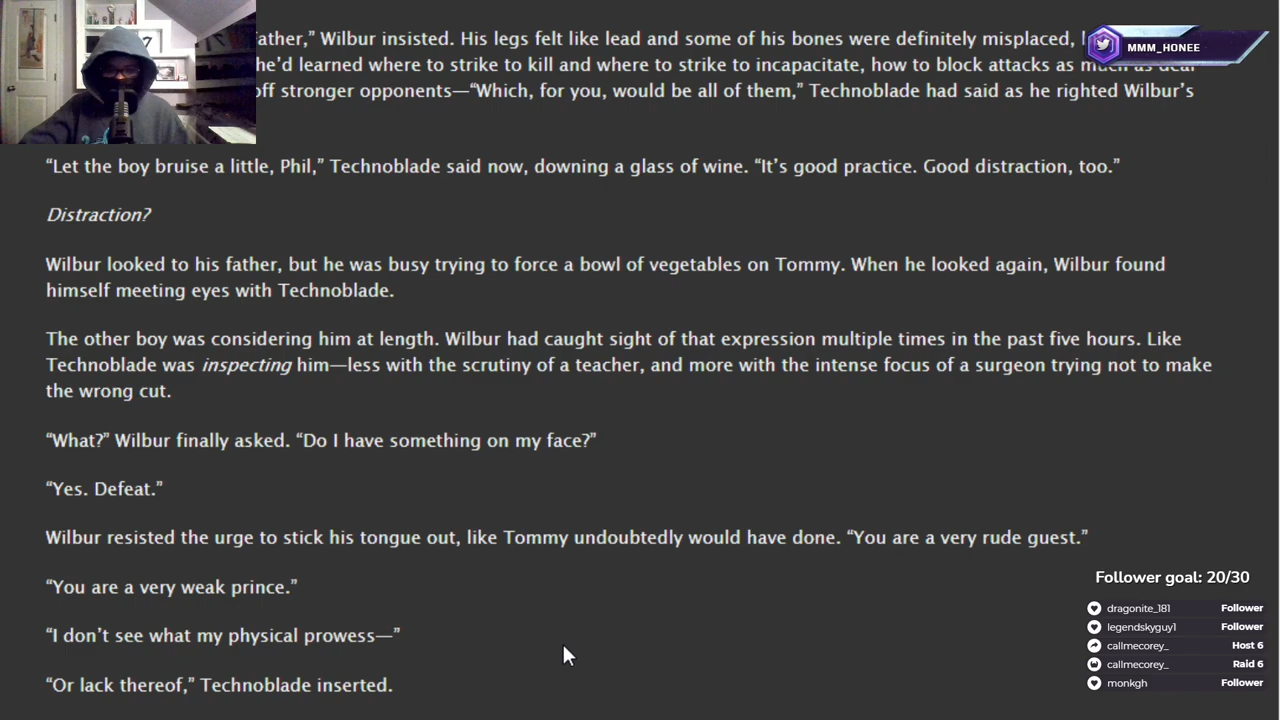 Father,” Wilbur insisted. His legs felt like lead and some of his bones were definitely misplaced,
MMM_HONEE
he’d learned where to strike to kill and where to strike to incapacitate, how to block attacks as much as deal
off stronger opponents—“Which, for you, would be all of them,” Technoblade had said as he righted Wilbur’s
“Let the boy bruise a little, Phil,” Technoblade said now, downing a glass of wine. “It’s good practice. Good distraction, too.”
Distraction?
Wilbur looked to his father, but he was busy trying to force a bowl of vegetables on Tommy. When he looked again, Wilbur found
himself meeting eyes with Technoblade.
The other boy was considering him at length. Wilbur had caught sight of that expression multiple times in the past five hours. Like
Technoblade was inspecting him—less with the scrutiny of a teacher, and more with the intense focus of a surgeon trying not to make
the wrong cut.
“What?” Wilbur finally asked. “Do I have something on my face?”
“Yes. Defeat.”
Wilbur resisted the urge to stick his tongue out, like Tommy undoubtedly would have done. “You are a very rude guest.”
“You are a very weak prince.”
“I don’t see what my physical prowess—”
“Or lack thereof,” Technoblade inserted.
Follower goal: 20/30
dragonite_181 Follower
legendskyguy1 Follower
callmecorey_ Host 6
callmecorey_ Raid 6
monkgh Follower